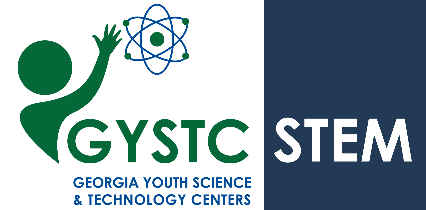 GYSTC STEM
GEORGIA YOUTH SCIENCE
& TECHNOLOGY CENTERS